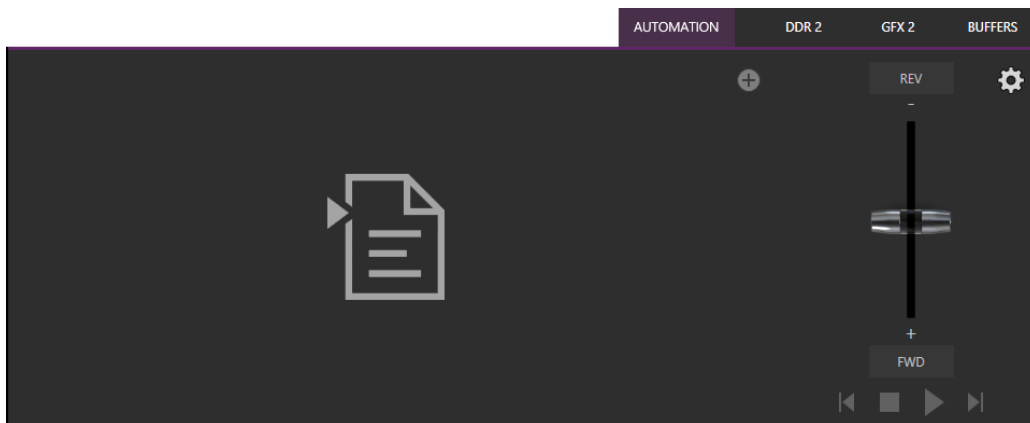 AUTOMATION DDR 2 GFX 2 BUFFERS
REV
-
+
FWD